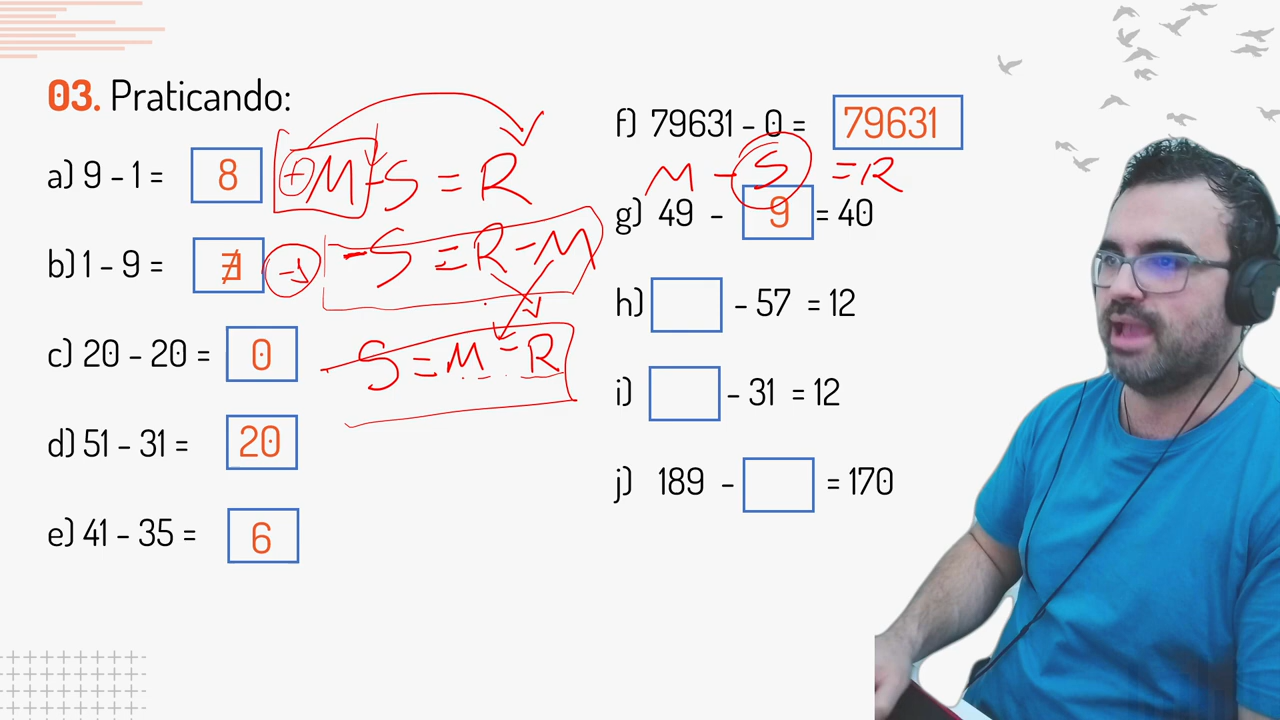 03. Praticando:
a) 9 - 1 = 8
+M - S = R
b) 1 - 9 = ∄
-S = R - M
c) 20 - 20 = 0
S = M - R
d) 51 - 31 = 20
e) 41 - 35 = 6
f) 79631 - 0 = 79631
M - S = R
g) 49 - 9 = 40
h) - 57 = 12
i) - 31 = 12
j) 189 - = 170